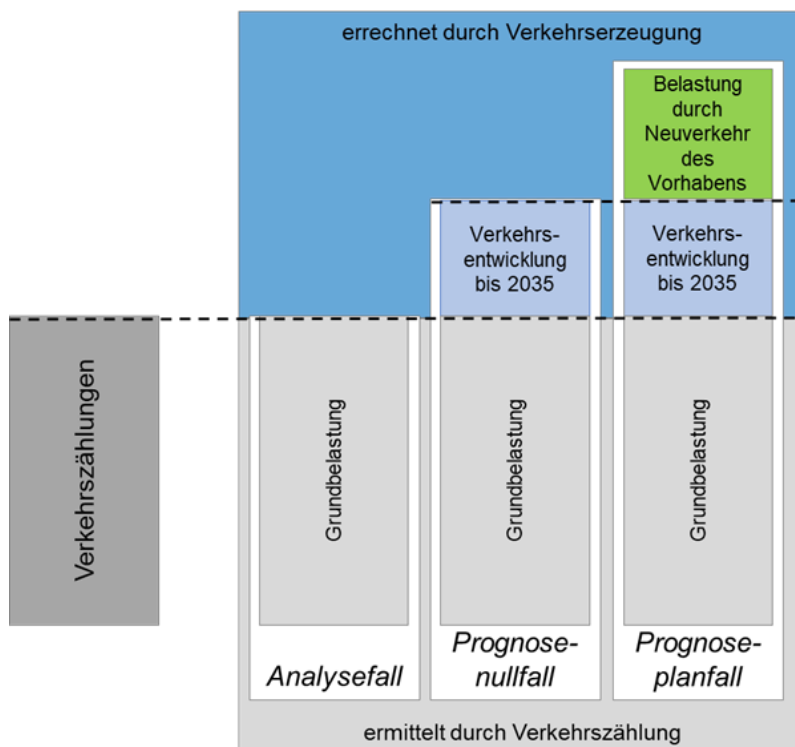 errechnet durch Verkehrserzeugung
Belastung
durch
Neuverkehr
des
Vorhabens
Verkehrs-
entwicklung
bis 2035
Verkehrs-
entwicklung
bis 2035
Verkehrszählungen
Grundbelastung
Grundbelastung
Grundbelastung
Analysefall
Prognose-
nullfall
Prognose-
planfall
ermittelt durch Verkehrszählung